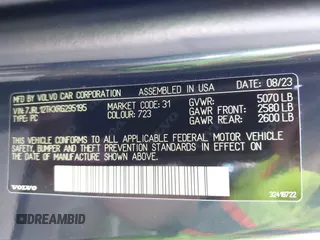 MFD BY VOLVO CAR CORPORATION ASSEMBLED IN USA DATE: 08/23
VIN: 7JRL12TKXRG295195 MARKET CODE: 31 GVWR: 5070 LB
TYPE: PC COLOUR: 723 GAWR FRONT: 2580 LB
GAWR REAR: 2600 LB
THIS VEHICLE CONFORMS TO ALL APPLICABLE FEDERAL MOTOR VEHICLE
SAFETY, BUMPER AND THEFT PREVENTION STANDARDS IN EFFECT ON THE
DATE OF MANUFACTURE SHOWN ABOVE
VOLVO
32419722
DREAMBID